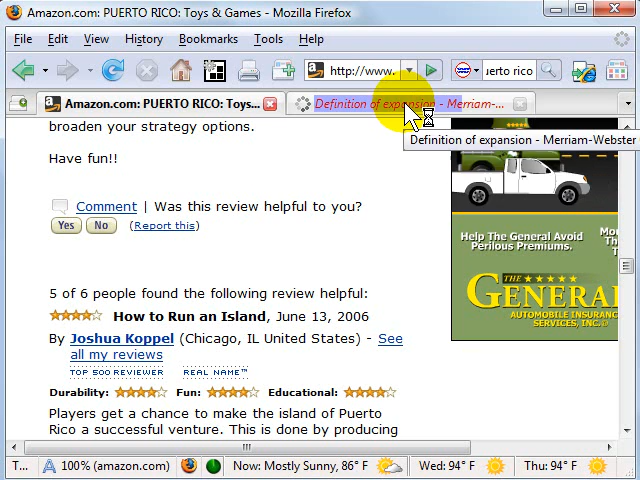 Amazon.com: PUERTO RICO: Toys & Games - Mozilla Firefox
File Edit View History Bookmarks Tools Help
http://www. erto rico
Amazon.com: PUERTO RICO: Toys... Definition of expansion - Merriam-...
Definition of expansion - Merriam-Webster
broaden your strategy options.
Have fun!!
Comment | Was this review helpful to you?
Yes No (Report this)
5 of 6 people found the following review helpful:
How to Run an Island, June 13, 2006
By Joshua Koppel (Chicago, IL United States) - See
all my reviews
TOP 500 REVIEWER REAL NAME™
Durability: Fun: Educational:
Players get a chance to make the island of Puerto
Rico a successful venture. This is done by producing
Help The General Avoid
Perilous Premiums.
THE
GENERAL
AUTOMOBILE INSURANCE
SERVICES, INC.®
T... 100% (amazon.com) Now: Mostly Sunny, 86° F Wed: 94° F Thu: 94° F